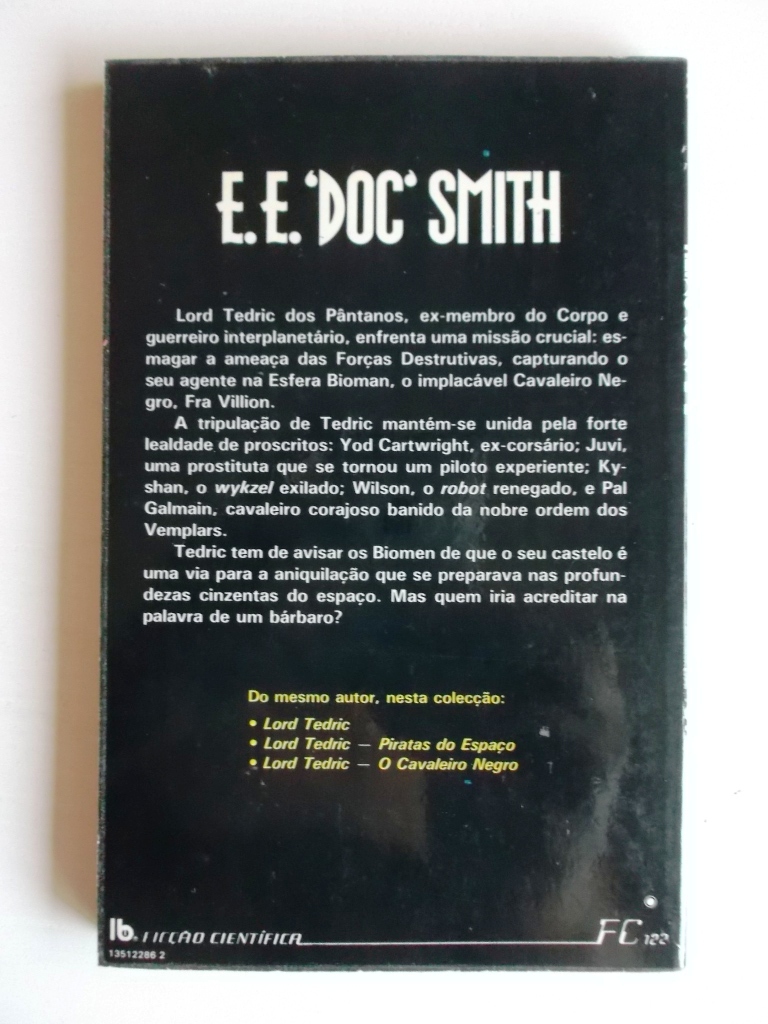 E. E. 'DOC' SMITH
Lord Tedric dos Pântanos, ex-membro do Corpo e
guerreiro interplanetário, enfrenta uma missão crucial: es-
magar a ameaça das Forças Destrutivas, capturando o
seu agente na Esfera Bioman, o implacável Cavaleiro Ne-
gro, Fra Villion.
A tripulação de Tedric mantém-se unida pela forte
lealdade de proscritos: Yod Cartwright, ex-corsário; Juvi,
uma prostituta que se tornou um piloto experiente; Ky-
shan, o wykzel exilado; Wilson, o robot renegado, e Pal
Galmain, cavaleiro corajoso banido da nobre ordem dos
Vemplars.
Tedric tem de avisar os Biomen de que o seu castelo é
uma via para a aniquilação que se preparava nas profun-
dezas cinzentas do espaço. Mas quem iria acreditar na
palavra de um bárbaro?
Do mesmo autor, nesta colecção:
• Lord Tedric
• Lord Tedric — Piratas do Espaço
• Lord Tedric — O Cavaleiro Negro
lb. FICÇÃO CIENTÍFICA FC 122
13512286 2